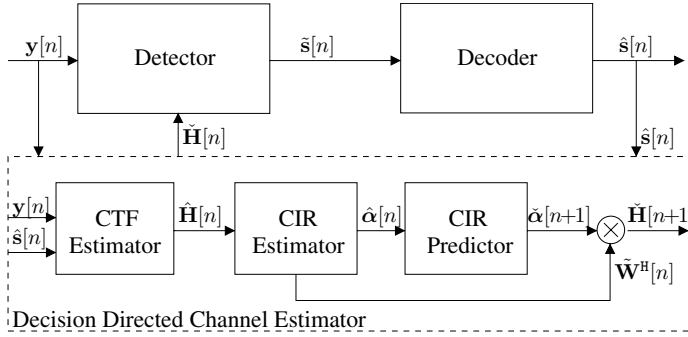 y[n]
Detector
s̃[n]
Decoder
ŝ[n]
Ȟ[n]
ŝ[n]
y[n]
ŝ[n]
CTF
Estimator
Ĥ[n]
CIR
Estimator
α̂[n]
CIR
Predictor
α̌[n+1]
×
Ȟ[n+1
W̃ᴴ[n]
Decision Directed Channel Estimator